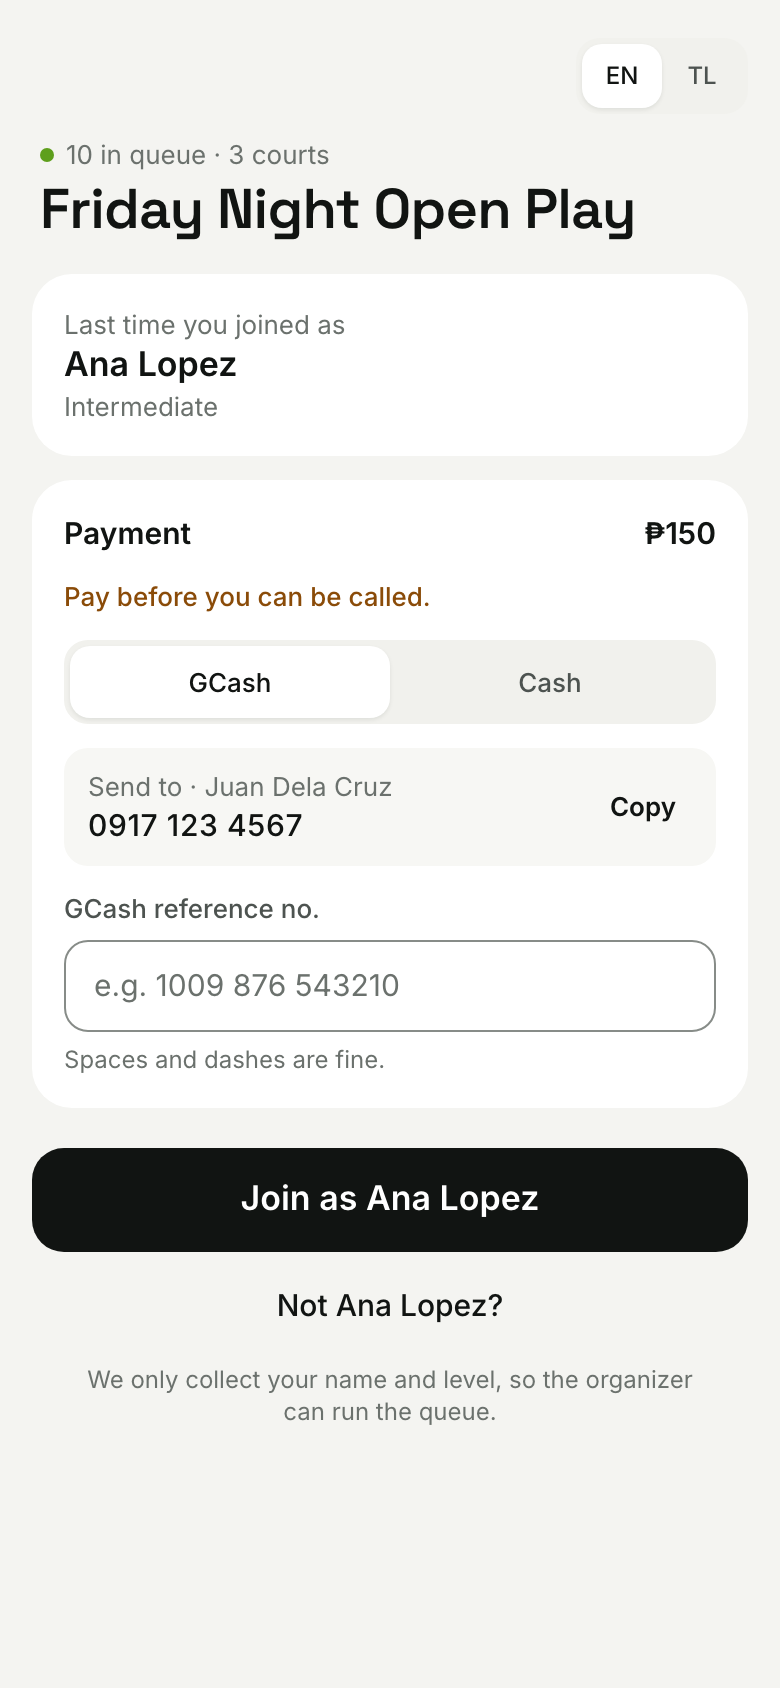 EN TL
10 in queue · 3 courts
Friday Night Open Play
Last time you joined as
Ana Lopez
Intermediate
Payment ₱150
Pay before you can be called.
GCash Cash
Send to · Juan Dela Cruz
0917 123 4567
Copy
GCash reference no.
e.g. 1009 876 543210
Spaces and dashes are fine.
Join as Ana Lopez
Not Ana Lopez?
We only collect your name and level, so the organizer
can run the queue.